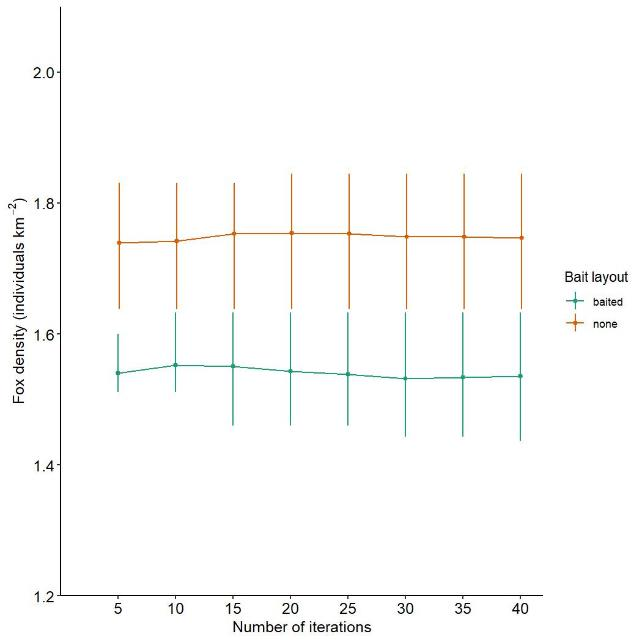 Fox density (individuals km⁻²)
2.0
1.8
1.6
1.4
1.2
5 10 15 20 25 30 35 40
Number of iterations
Bait layout
baited
none